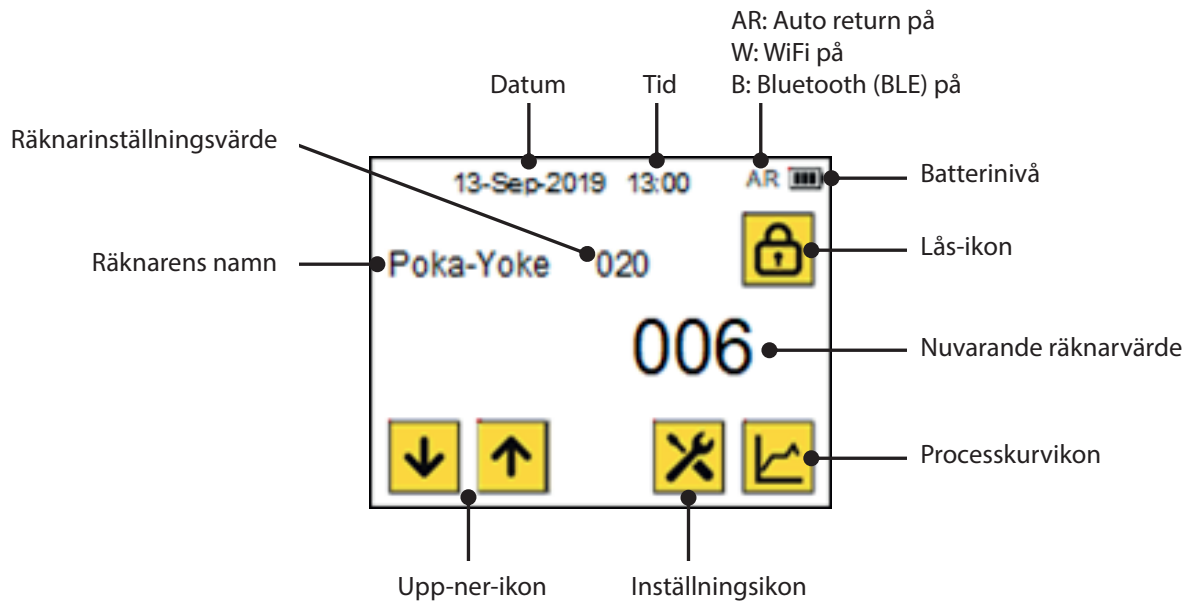 AR: Auto return på
W: WiFi på
B: Bluetooth (BLE) på
Datum
Tid
Räknarinställningsvärde
13-Sep-2019 13:00 AR
Batterinivå
Lås-ikon
Räknarens namn
Poka-Yoke 020
006
Nuvarande räknarvärde
Processkurvikon
Upp-ner-ikon
Inställningsikon